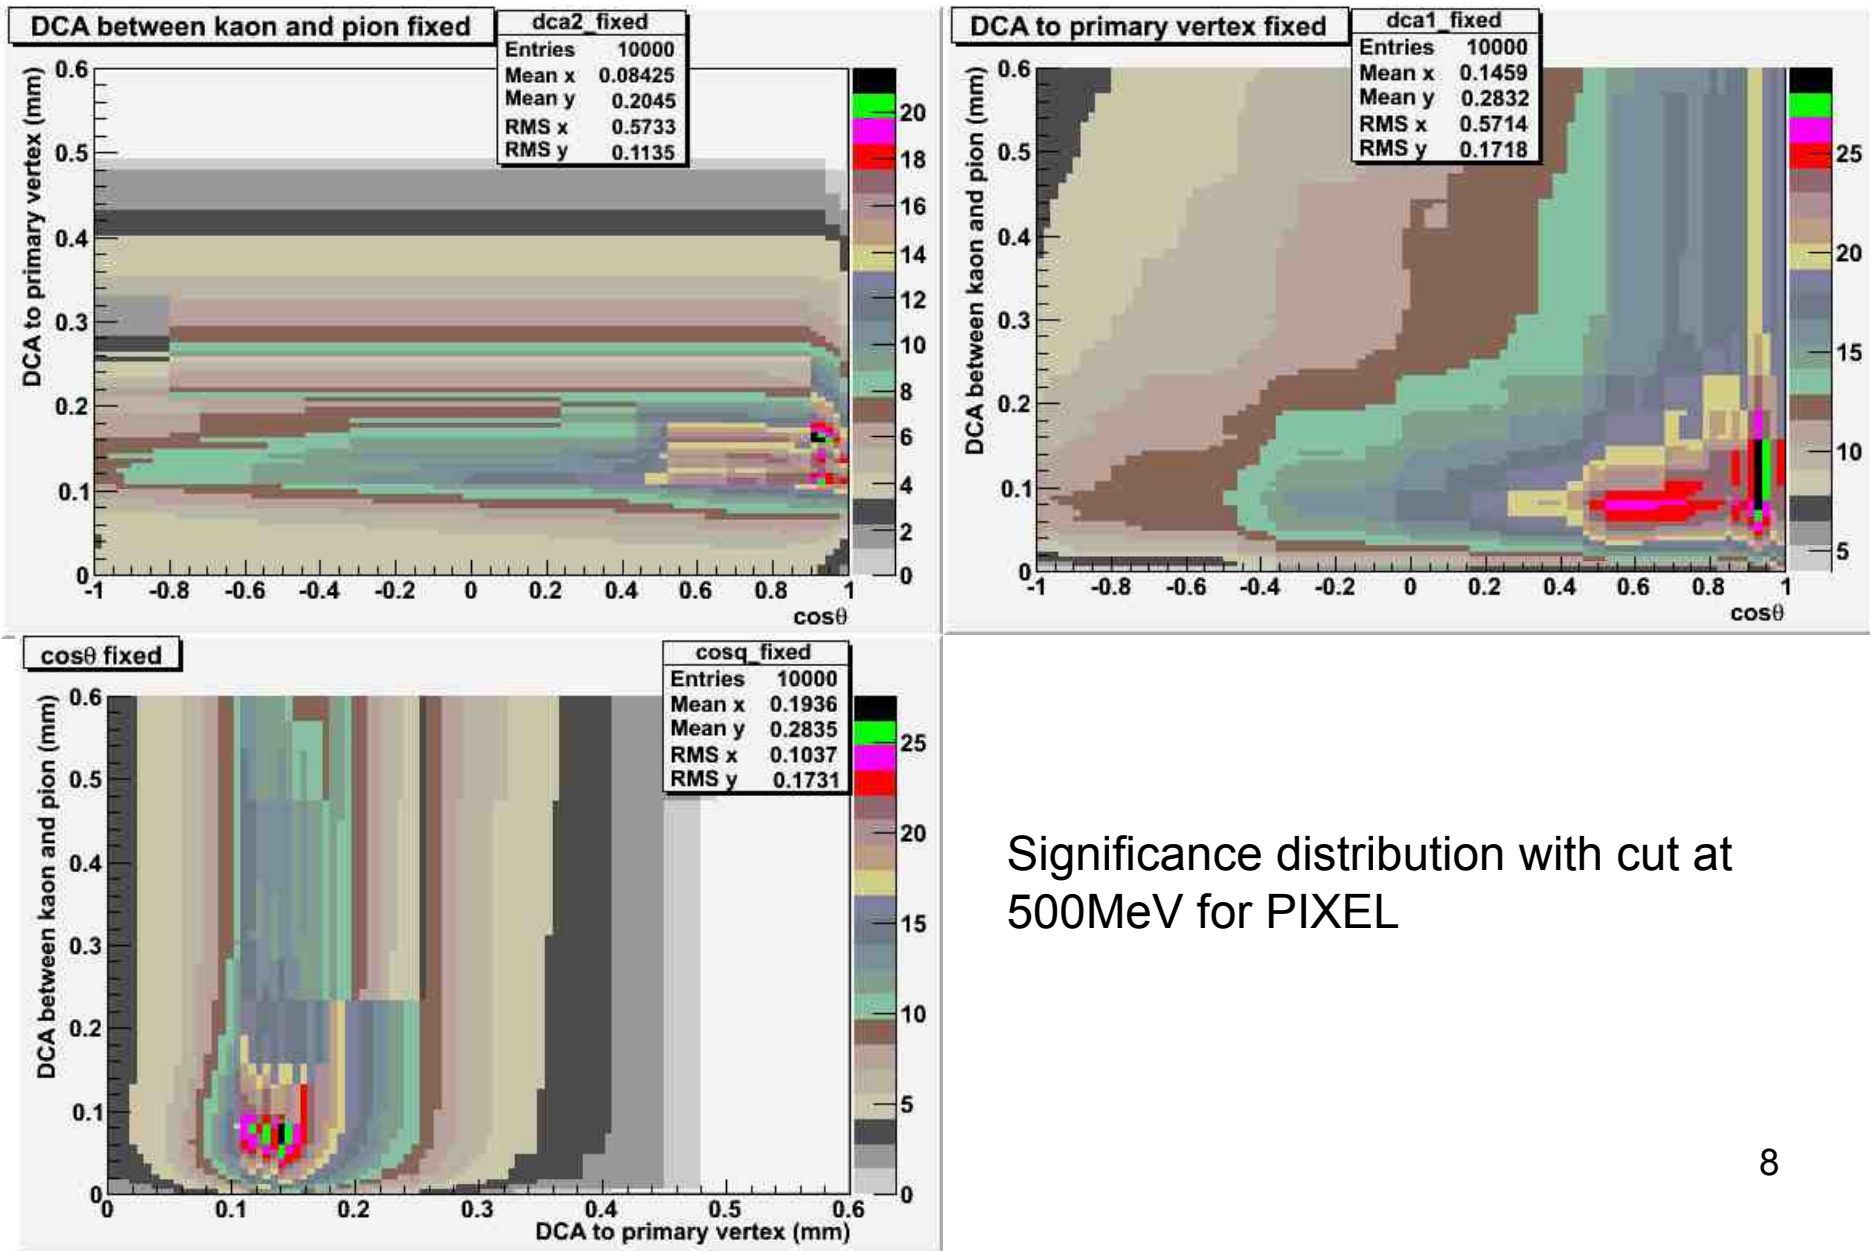 DCA between kaon and pion fixed
dca2_fixed
Entries 10000
Mean x 0.08425
Mean y 0.2045
RMS x 0.5733
RMS y 0.1135
DCA to primary vertex (mm)
0.6
0.5
0.4
0.3
0.2
0.1
0
-1 -0.8 -0.6 -0.4 -0.2 0 0.2 0.4 0.6 0.8 1
cosθ
20
18
16
14
12
10
8
6
4
2
0
DCA to primary vertex fixed
dca1_fixed
Entries 10000
Mean x 0.1459
Mean y 0.2832
RMS x 0.5714
RMS y 0.1718
DCA between kaon and pion (mm)
0.6
0.5
0.4
0.3
0.2
0.1
0
-1 -0.8 -0.6 -0.4 -0.2 0 0.2 0.4 0.6 0.8 1
cosθ
25
20
15
10
5
cosθ fixed
cosq_fixed
Entries 10000
Mean x 0.1936
Mean y 0.2835
RMS x 0.1037
RMS y 0.1731
DCA between kaon and pion (mm)
0.6
0.5
0.4
0.3
0.2
0.1
0
0 0.1 0.2 0.3 0.4 0.5 0.6
DCA to primary vertex (mm)
25
20
15
10
5
0
Significance distribution with cut at
500MeV for PIXEL
8